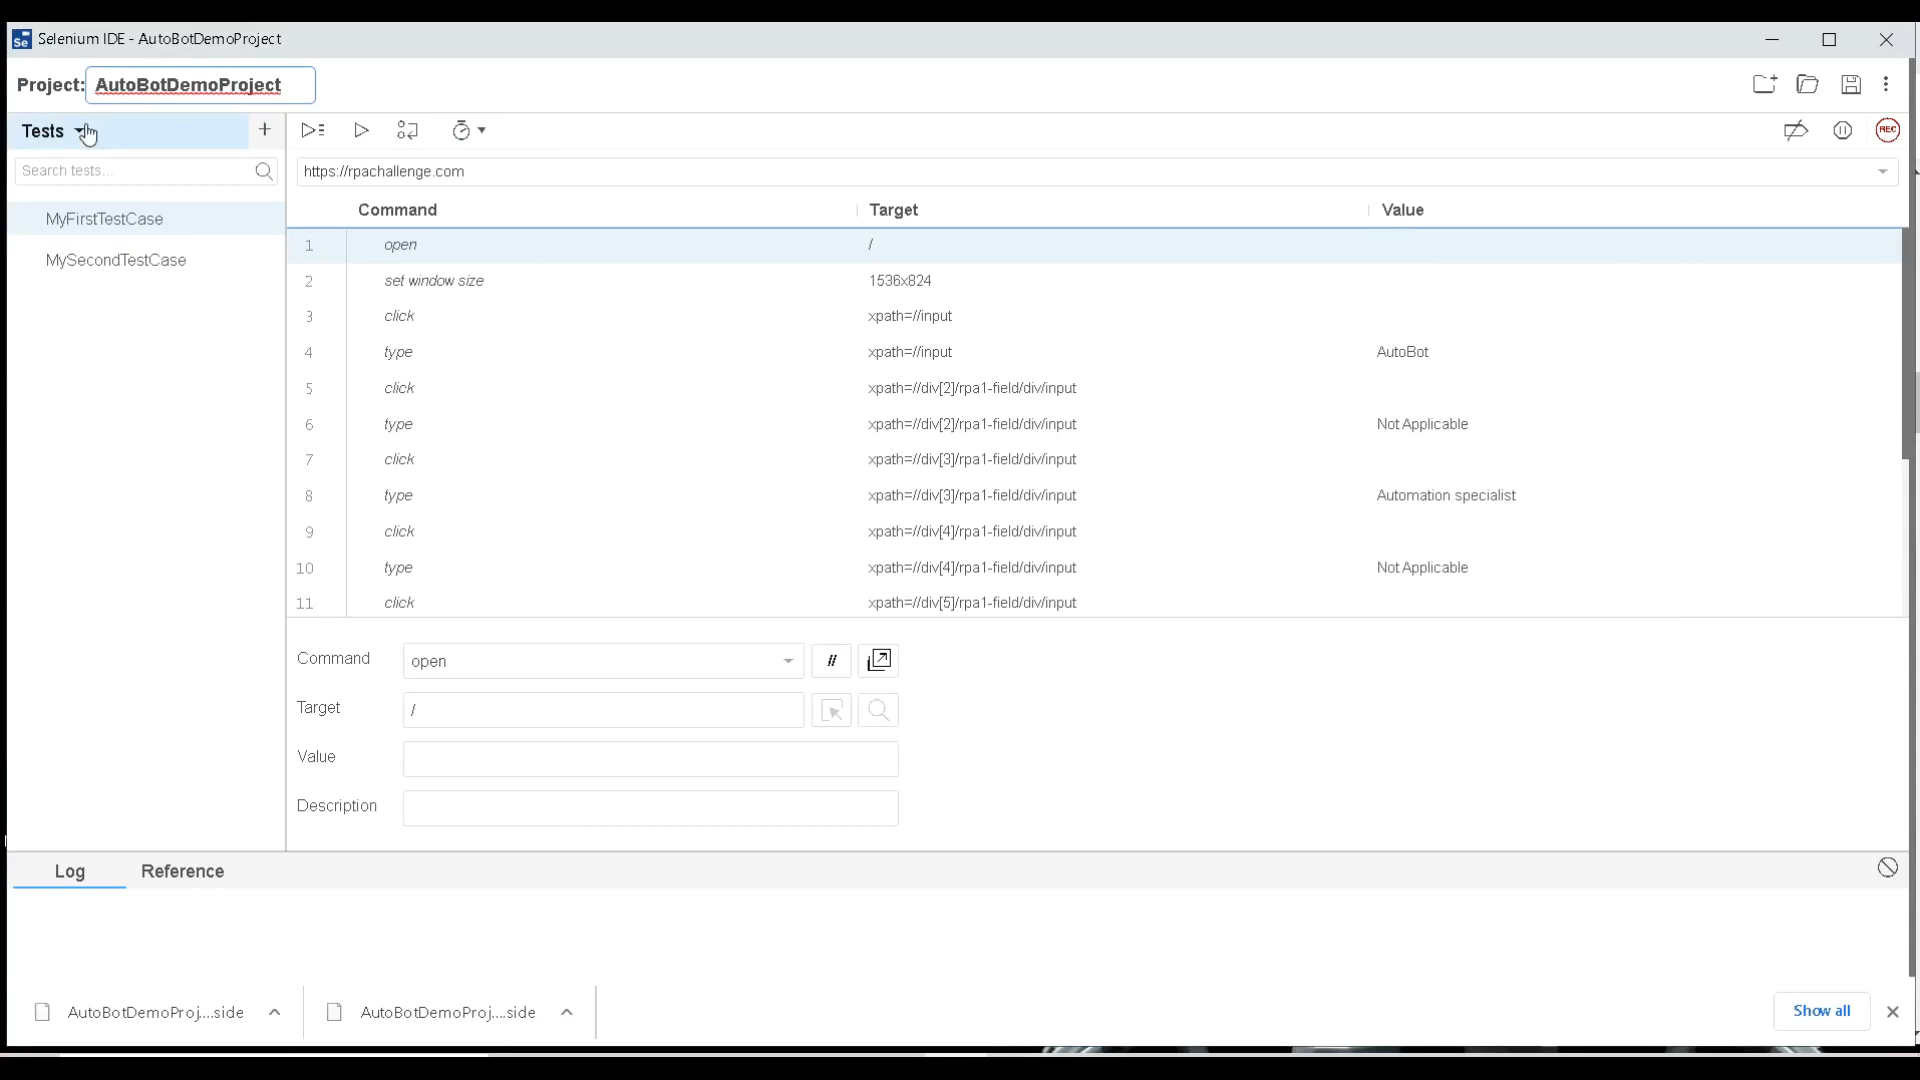 Se Selenium IDE - AutoBotDemoProject
Project: AutoBotDemoProject
Tests
Search tests...
MyFirstTestCase
MySecondTestCase
REC
https://rpachallenge.com
Command Target Value
1 open /
2 set window size 1536x824
3 click xpath=//input
4 type xpath=//input AutoBot
5 click xpath=//div[2]/rpa1-field/div/input
6 type xpath=//div[2]/rpa1-field/div/input Not Applicable
7 click xpath=//div[3]/rpa1-field/div/input
8 type xpath=//div[3]/rpa1-field/div/input Automation specialist
9 click xpath=//div[4]/rpa1-field/div/input
10 type xpath=//div[4]/rpa1-field/div/input Not Applicable
11 click xpath=//div[5]/rpa1-field/div/input
Command open //
Target /
Value
Description
Log Reference
AutoBotDemoProj....side AutoBotDemoProj....side Show all